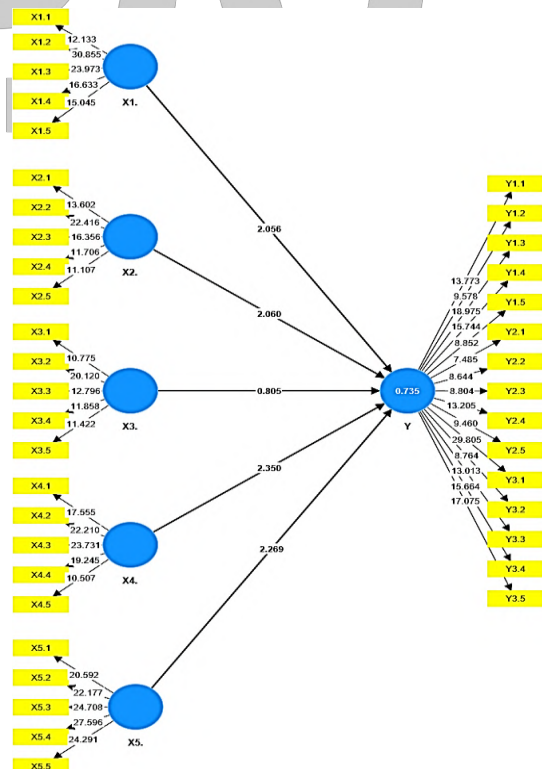 X1.1
X1.2
X1.3
X1.4
X1.5
12.133
30.855
23.973
16.633
15.045
X1.
X2.1
X2.2
X2.3
X2.4
X2.5
13.602
22.416
16.356
11.706
11.107
X2.
X3.1
X3.2
X3.3
X3.4
X3.5
10.775
20.120
12.796
11.858
11.422
X3.
X4.1
X4.2
X4.3
X4.4
X4.5
17.555
22.210
23.731
19.245
10.507
X4.
X5.1
X5.2
X5.3
X5.4
X5.5
20.592
22.177
24.708
27.596
24.291
X5.
2.056
2.060
0.805
2.350
2.269
0.735
Y
13.773
9.578
18.975
15.744
8.852
7.485
8.644
8.804
13.205
9.460
29.805
8.764
13.013
15.664
17.075
Y1.1
Y1.2
Y1.3
Y1.4
Y1.5
Y2.1
Y2.2
Y2.3
Y2.4
Y2.5
Y3.1
Y3.2
Y3.3
Y3.4
Y3.5